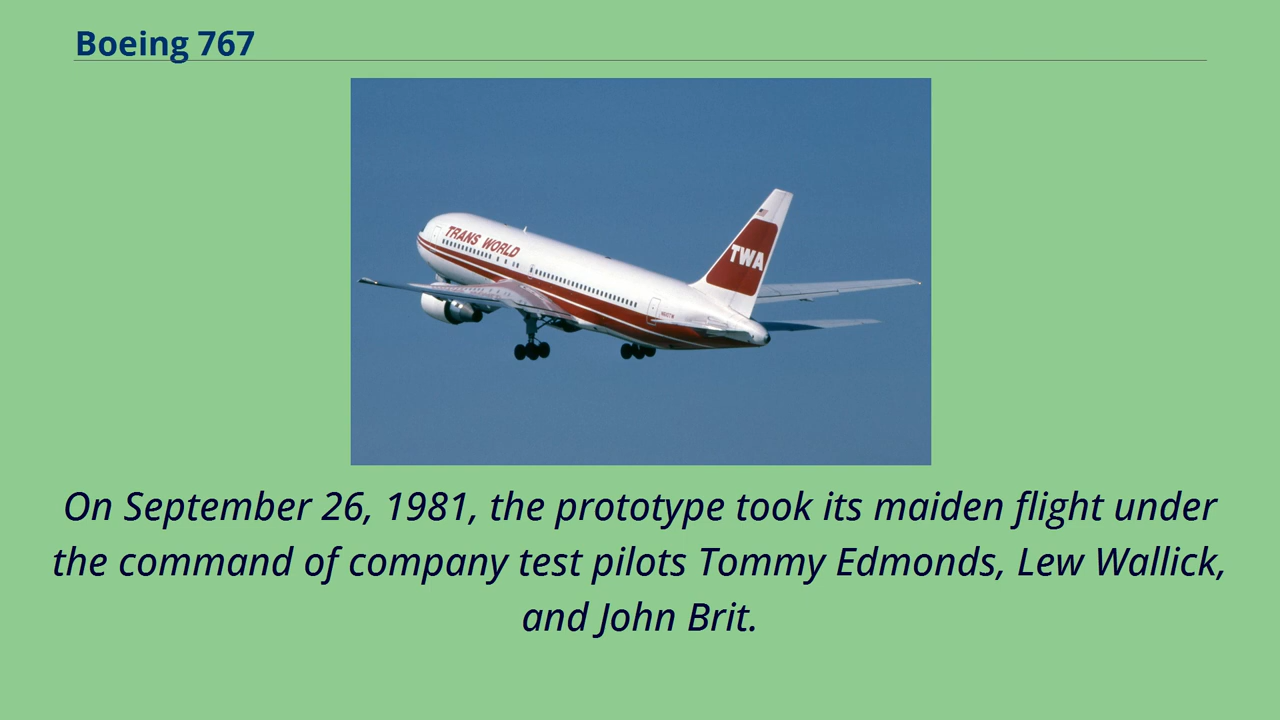 Boeing 767
TRANS WORLD
TWA
On September 26, 1981, the prototype took its maiden flight under
the command of company test pilots Tommy Edmonds, Lew Wallick,
and John Brit.